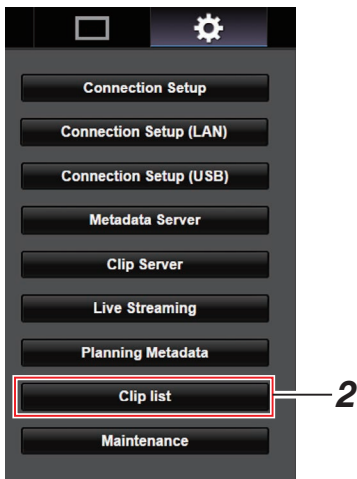 Connection Setup
Connection Setup (LAN)
Connection Setup (USB)
Metadata Server
Clip Server
Live Streaming
Planning Metadata
Clip list
2
Maintenance